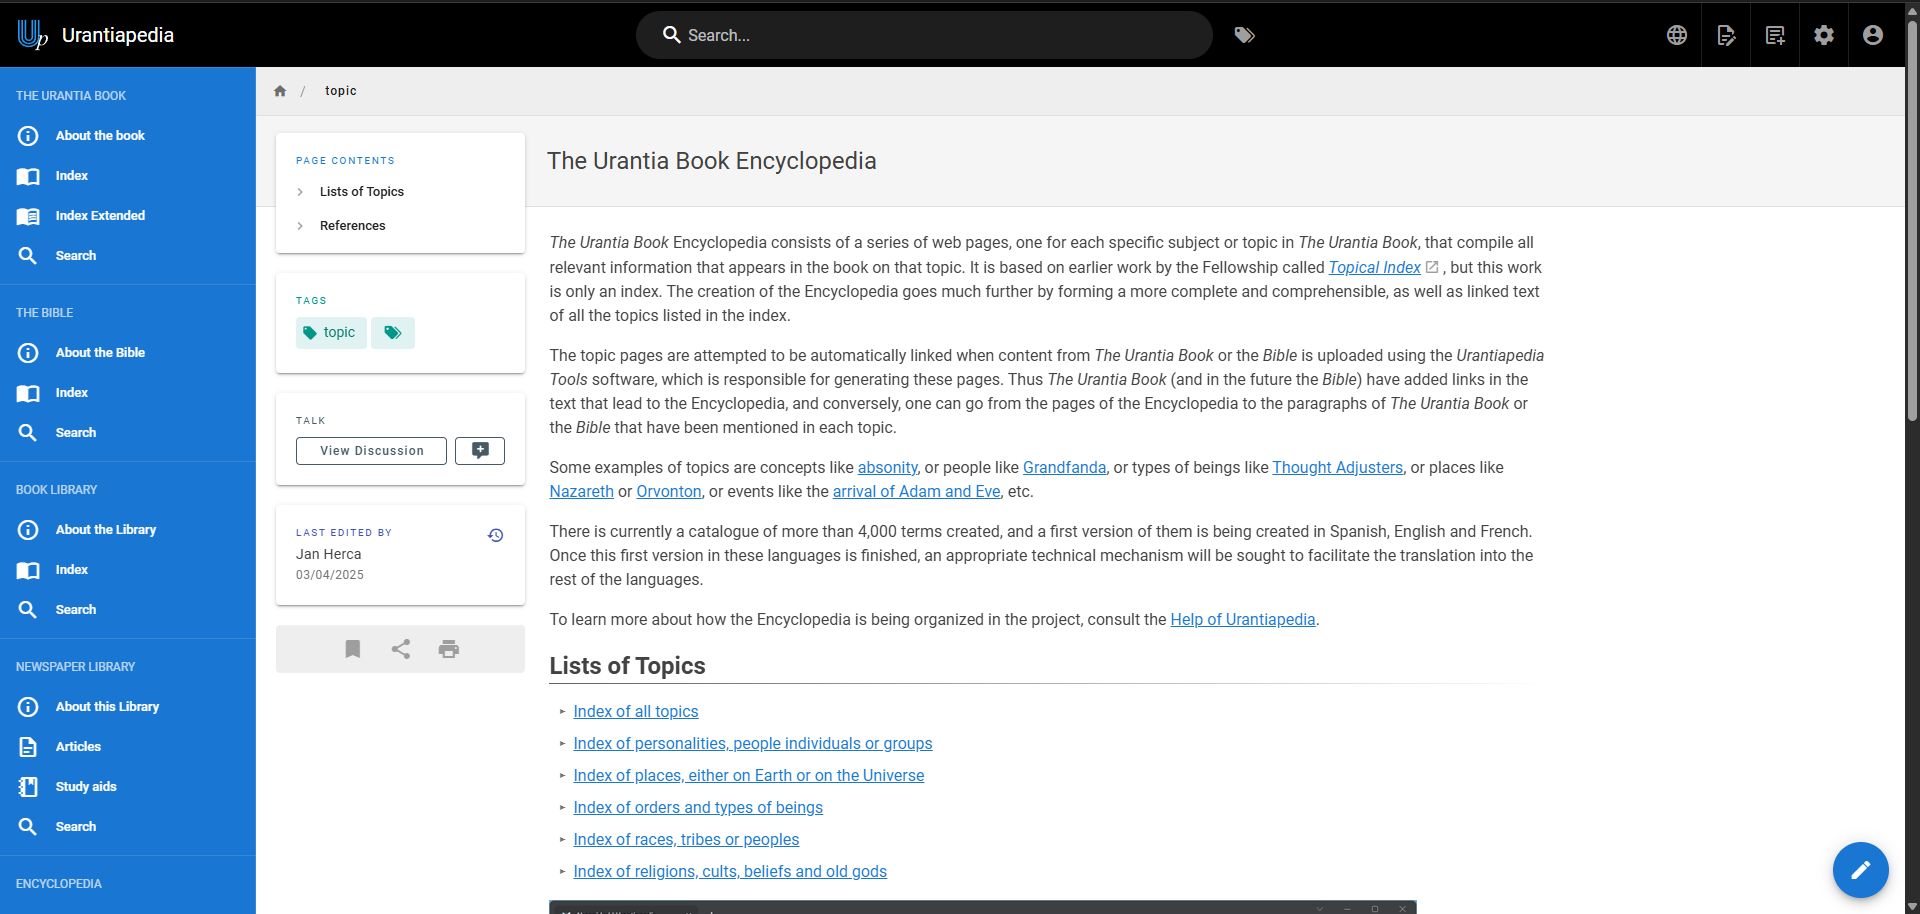 Up Urantiapedia
Search...
THE URANTIA BOOK
About the book
Index
Index Extended
Search
THE BIBLE
About the Bible
Index
Search
BOOK LIBRARY
About the Library
Index
Search
NEWSPAPER LIBRARY
About this Library
Articles
Study aids
Search
ENCYCLOPEDIA
/ topic
PAGE CONTENTS
Lists of Topics
References
TAGS
topic
TALK
View Discussion
LAST EDITED BY
Jan Herca
03/04/2025
The Urantia Book Encyclopedia
The Urantia Book Encyclopedia consists of a series of web pages, one for each specific subject or topic in The Urantia Book, that compile all
relevant information that appears in the book on that topic. It is based on earlier work by the Fellowship called Topical Index , but this work
is only an index. The creation of the Encyclopedia goes much further by forming a more complete and comprehensible, as well as linked text
of all the topics listed in the index.
The topic pages are attempted to be automatically linked when content from The Urantia Book or the Bible is uploaded using the Urantiapedia
Tools software, which is responsible for generating these pages. Thus The Urantia Book (and in the future the Bible) have added links in the
text that lead to the Encyclopedia, and conversely, one can go from the pages of the Encyclopedia to the paragraphs of The Urantia Book or
the Bible that have been mentioned in each topic.
Some examples of topics are concepts like absonity, or people like Grandfanda, or types of beings like Thought Adjusters, or places like
Nazareth or Orvonton, or events like the arrival of Adam and Eve, etc.
There is currently a catalogue of more than 4,000 terms created, and a first version of them is being created in Spanish, English and French.
Once this first version in these languages is finished, an appropriate technical mechanism will be sought to facilitate the translation into the
rest of the languages.
To learn more about how the Encyclopedia is being organized in the project, consult the Help of Urantiapedia.
Lists of Topics
Index of all topics
Index of personalities, people individuals or groups
Index of places, either on Earth or on the Universe
Index of orders and types of beings
Index of races, tribes or peoples
Index of religions, cults, beliefs and old gods